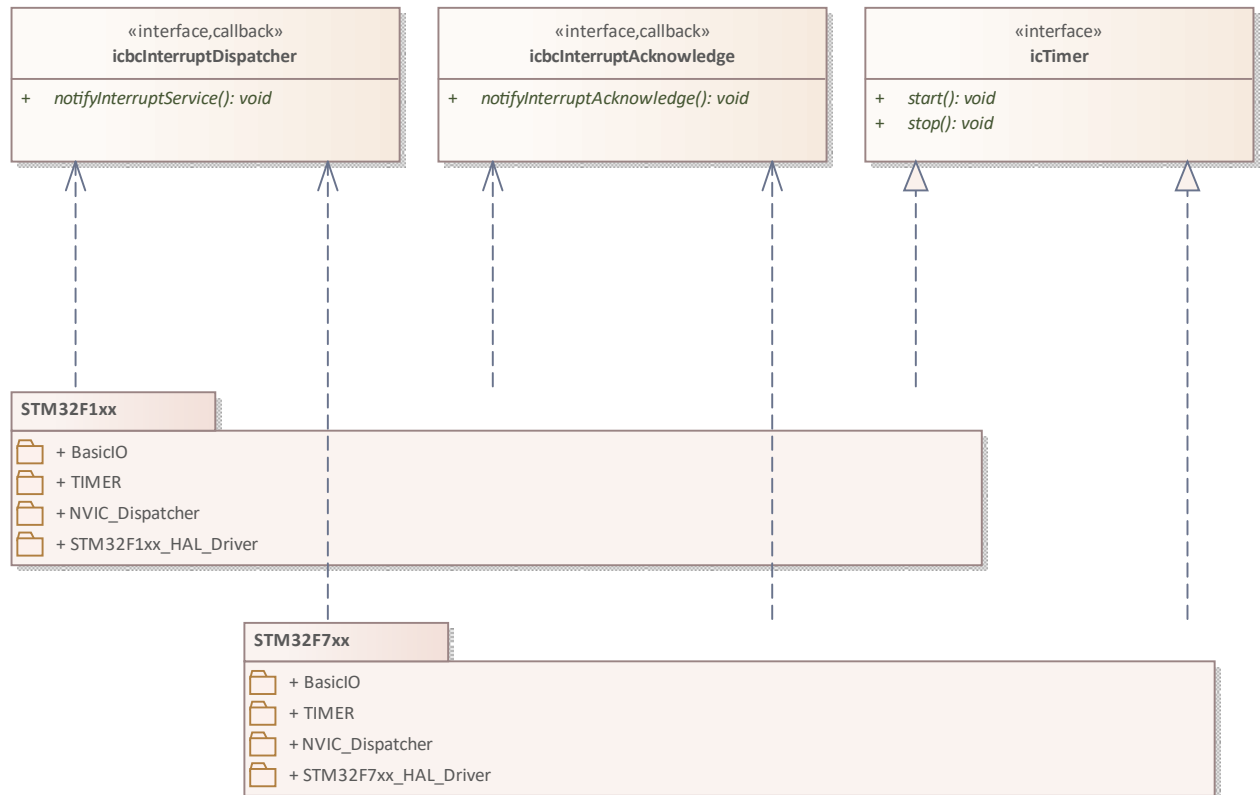 «interface,callback»
icbcInterruptDispatcher
+ notifyInterruptService(): void
«interface,callback»
icbcInterruptAcknowledge
+ notifyInterruptAcknowledge(): void
«interface»
icTimer
+ start(): void
+ stop(): void
STM32F1xx
+ BasicIO
+ TIMER
+ NVIC_Dispatcher
+ STM32F1xx_HAL_Driver
STM32F7xx
+ BasicIO
+ TIMER
+ NVIC_Dispatcher
+ STM32F7xx_HAL_Driver